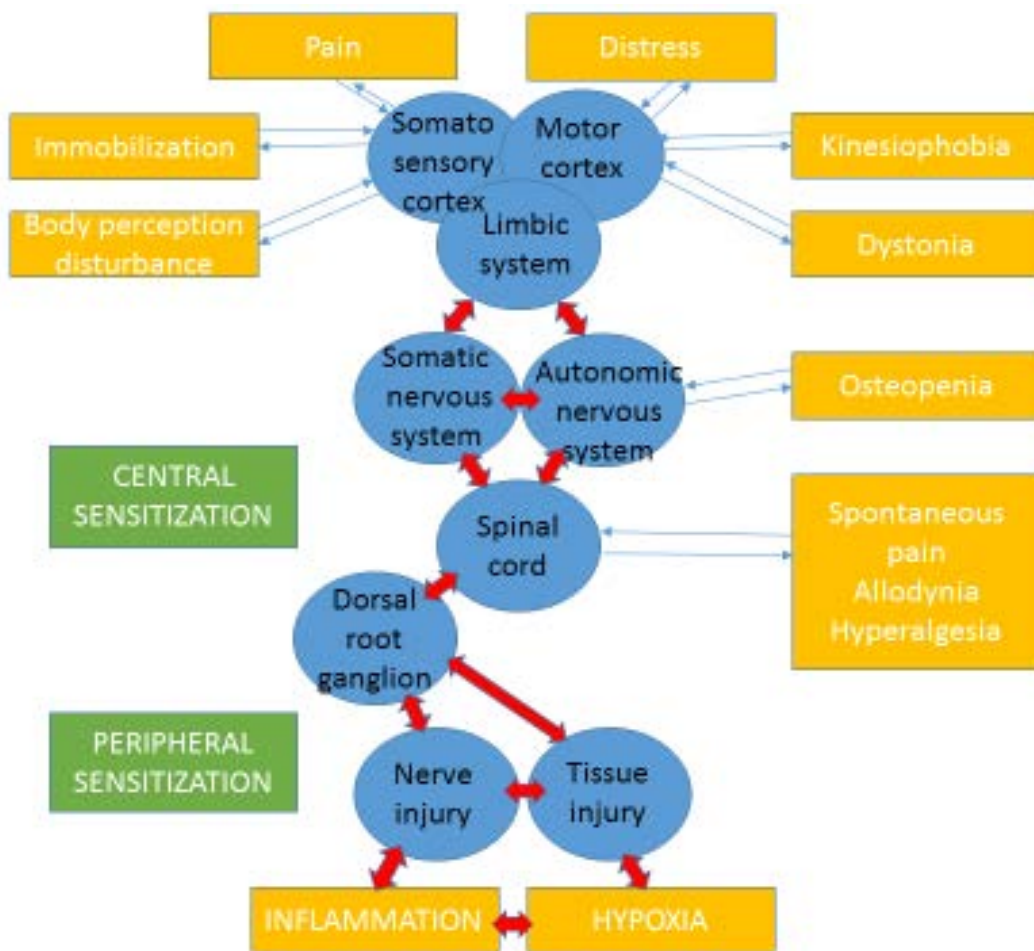 Pain
Distress
Somato
sensory
cortex
Motor
cortex
Immobilization
Kinesiophobia
Body perception
disturbance
Limbic
system
Dystonia
Somatic
nervous
system
Autonomic
nervous
system
Osteopenia
CENTRAL
SENSITIZATION
Spinal
cord
Spontaneous
pain
Allodynia
Hyperalgesia
Dorsal
root
ganglion
PERIPHERAL
SENSITIZATION
Nerve
injury
Tissue
injury
INFLAMMATION
HYPOXIA